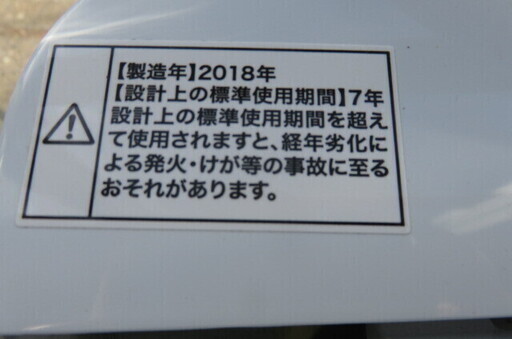 【製造年】2018年
【設計上の標準使用期間】7年
設計上の標準使用期間を超え
て使用されますと、経年劣化に
よる発火・けが等の事故に至る
おそれがあります。